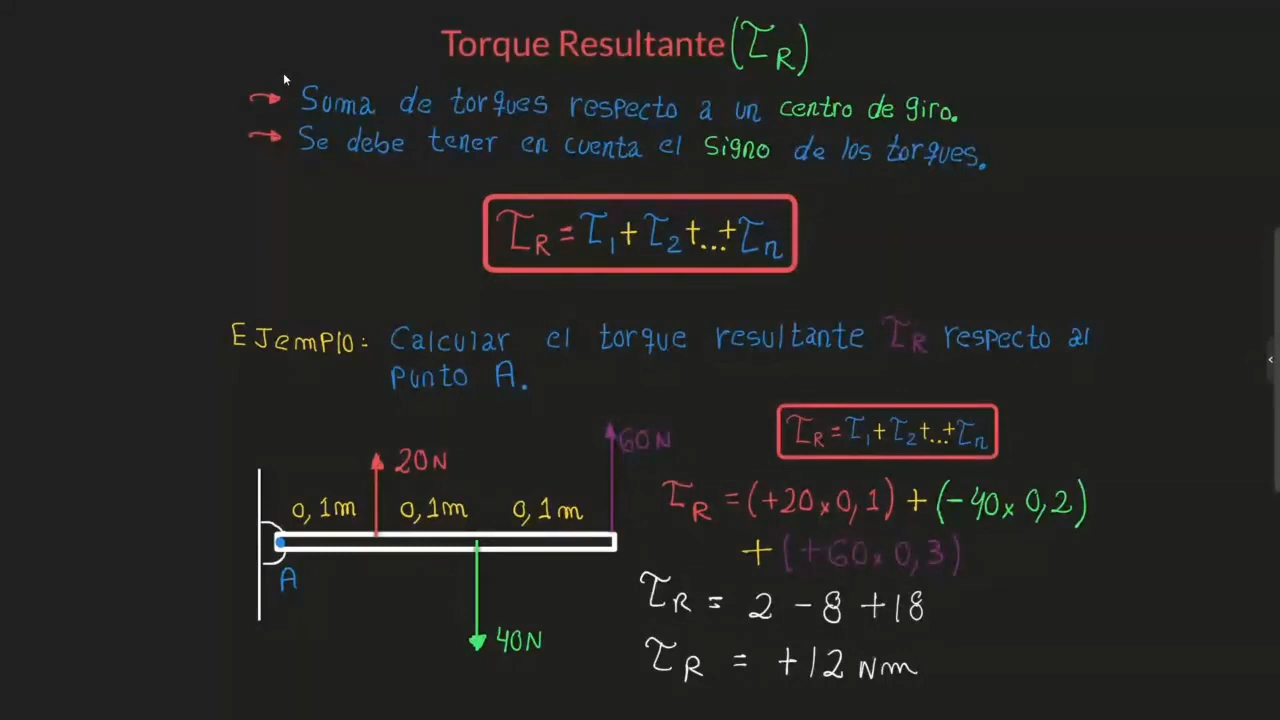 Torque Resultante (τR)
→ Suma de torques respecto a un centro de giro.
→ Se debe tener en cuenta el signo de los torques.
τR = τ1 + τ2 + ... + τn
EJemplo: Calcular el torque resultante τR respecto al
punto A.
τR = τ1 + τ2 + ... + τn
60N
20N
0,1m 0,1m 0,1m
τR = (+20 x 0,1) + (-40 x 0,2)
+ (+60 x 0,3)
A
τR = 2 - 8 + 18
40N
τR = +12 Nm